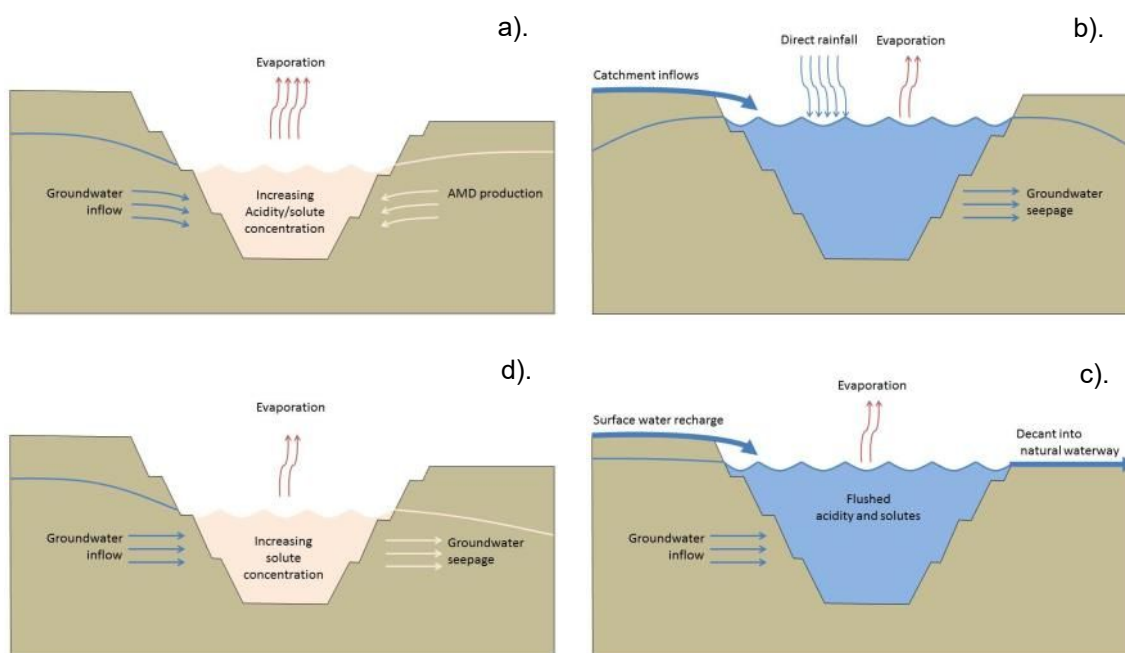 a).
Evaporation
Groundwater
inflow
Increasing
Acidity/solute
concentration
AMD production
b).
Direct rainfall
Evaporation
Catchment inflows
Groundwater
seepage
d).
Evaporation
Groundwater
inflow
Increasing
solute
concentration
Groundwater
seepage
c).
Evaporation
Surface water recharge
Decant into
natural waterway
Flushed
acidity and solutes
Groundwater
inflow